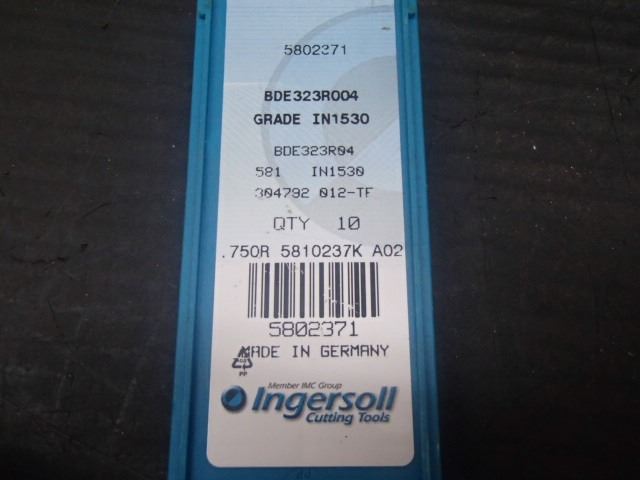 5802371
BDE323R004
GRADE IN1530
BDE323R04
581 IN1530
304792 012-TF
QTY 10
.750R 5810237K A02
5802371
MADE IN GERMANY
PP
Member IMC Group
Ingersoll
Cutting Tools